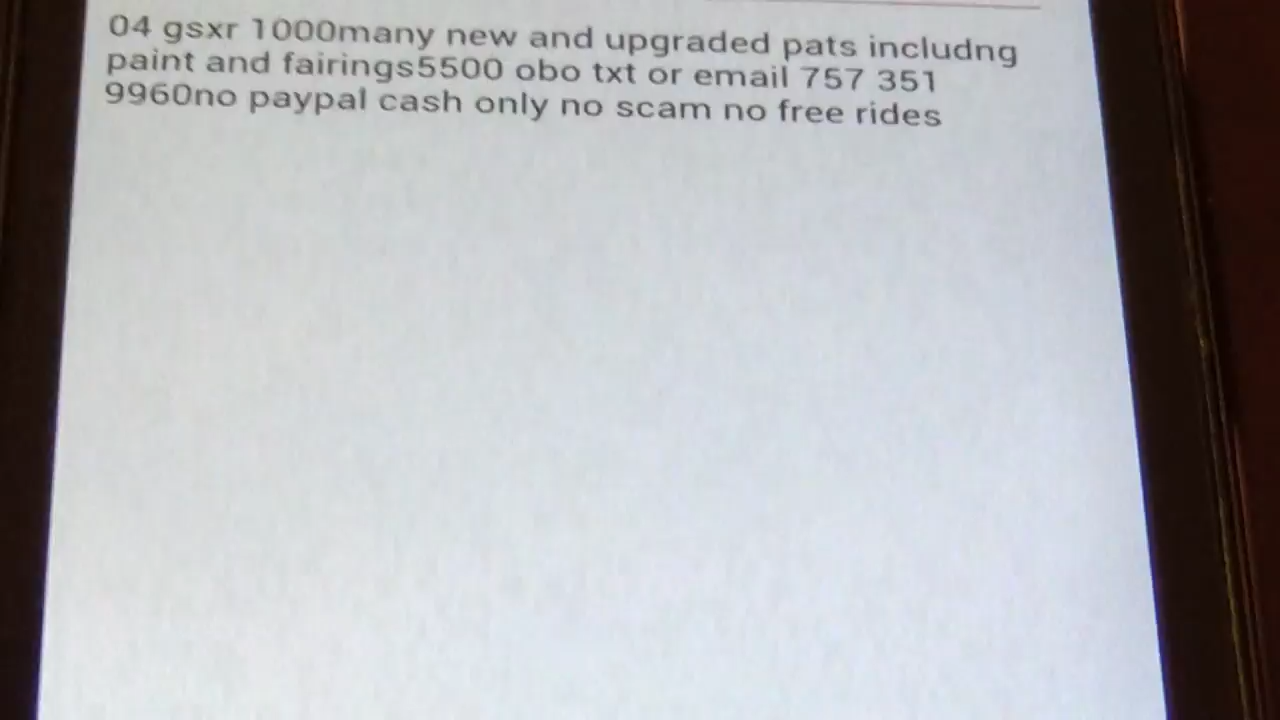 04 gsxr 1000many new and upgraded pats includng
paint and fairings5500 obo txt or email 757 351
9960no paypal cash only no scam no free rides